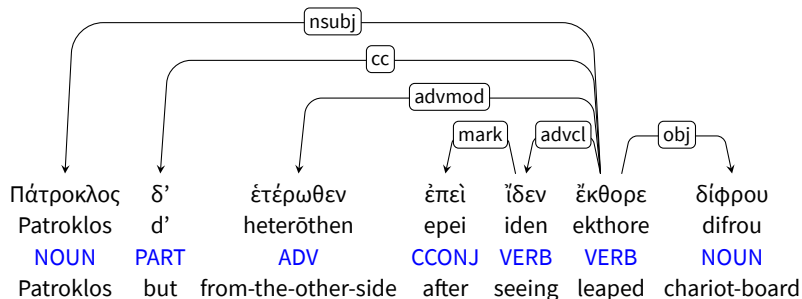 nsubj
cc
advmod
mark advcl obj
Πάτροκλος δ’ ἑτέρωθεν ἐπεὶ ἴδεν ἔκθορε δίφρου
Patroklos d’ heterōthen epei iden ekthore difrou
NOUN PART ADV CCONJ VERB VERB NOUN
Patroklos but from-the-other-side after seeing leaped chariot-board